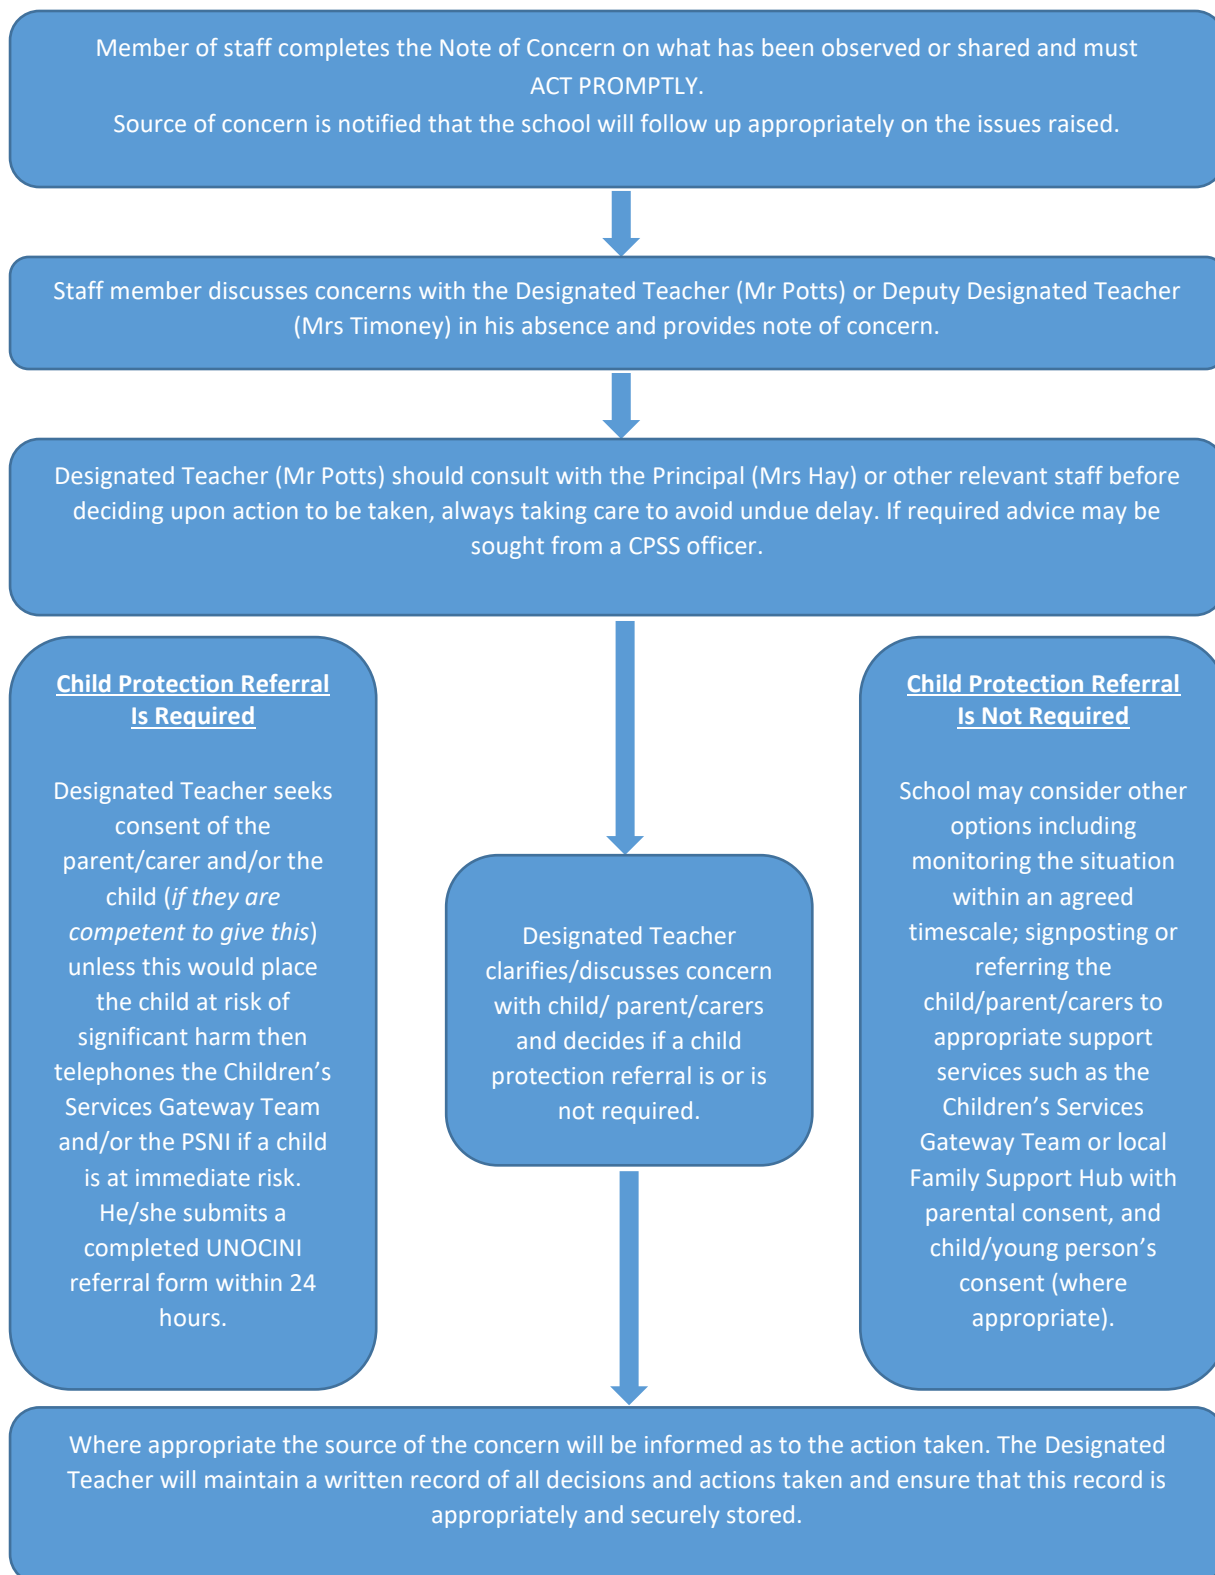 Member of staff completes the Note of Concern on what has been observed or shared and must
ACT PROMPTLY.
Source of concern is notified that the school will follow up appropriately on the issues raised.
Staff member discusses concerns with the Designated Teacher (Mr Potts) or Deputy Designated Teacher
(Mrs Timoney) in his absence and provides note of concern.
Designated Teacher (Mr Potts) should consult with the Principal (Mrs Hay) or other relevant staff before
deciding upon action to be taken, always taking care to avoid undue delay. If required advice may be
sought from a CPSS officer.
Child Protection Referral
Is Required
Designated Teacher seeks
consent of the
parent/carer and/or the
child (if they are
competent to give this)
unless this would place
the child at risk of
significant harm then
telephones the Children’s
Services Gateway Team
and/or the PSNI if a child
is at immediate risk.
He/she submits a
completed UNOCINI
referral form within 24
hours.
Designated Teacher
clarifies/discusses concern
with child/ parent/carers
and decides if a child
protection referral is or is
not required.
Child Protection Referral
Is Not Required
School may consider other
options including
monitoring the situation
within an agreed
timescale; signposting or
referring the
child/parent/carers to
appropriate support
services such as the
Children’s Services
Gateway Team or local
Family Support Hub with
parental consent, and
child/young person’s
consent (where
appropriate).
Where appropriate the source of the concern will be informed as to the action taken. The Designated
Teacher will maintain a written record of all decisions and actions taken and ensure that this record is
appropriately and securely stored.